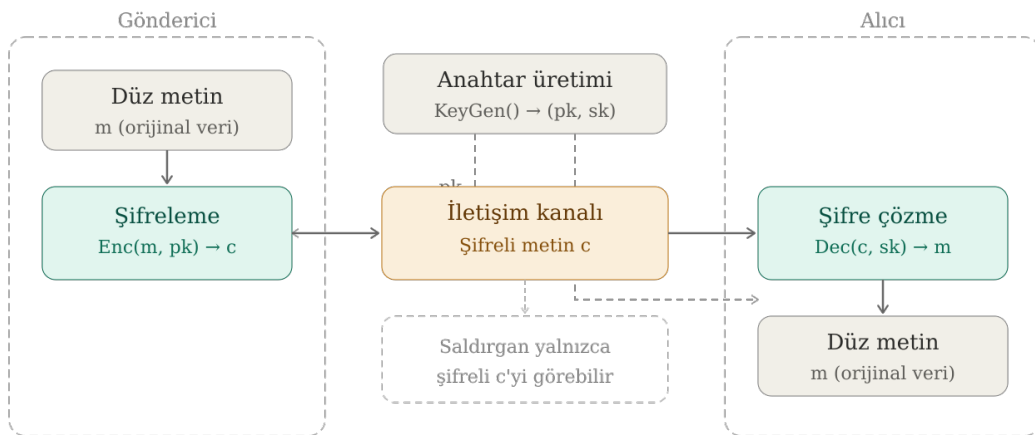 Gönderici
Alıcı
Düz metin
m (orijinal veri)
Anahtar üretimi
KeyGen() → (pk, sk)
pk
Şifreleme
Enc(m, pk) → c
İletişim kanalı
Şifreli metin c
Şifre çözme
Dec(c, sk) → m
Saldırgan yalnızca
şifreli c'yi görebilir
Düz metin
m (orijinal veri)